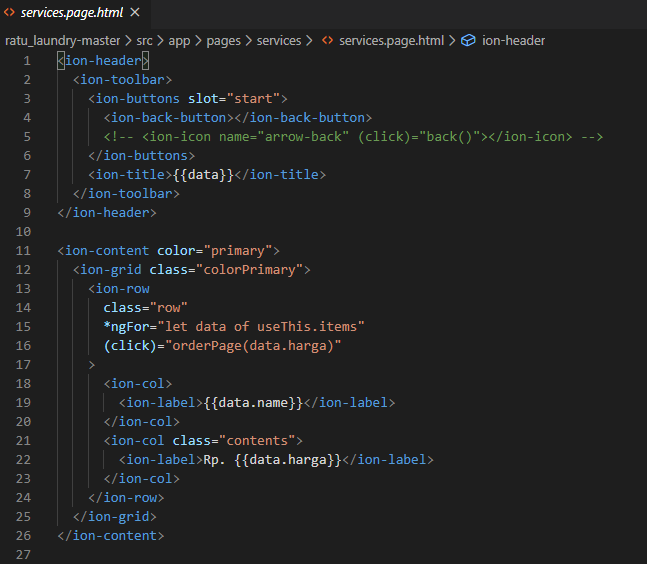 services.page.html ×
ratu_laundry-master > src > app > pages > services > <> services.page.html > ion-header
1 <ion-header>
2   <ion-toolbar>
3     <ion-buttons slot="start">
4       <ion-back-button></ion-back-button>
5       <!-- <ion-icon name="arrow-back" (click)="back()"></ion-icon> -->
6     </ion-buttons>
7     <ion-title>{{data}}</ion-title>
8   </ion-toolbar>
9 </ion-header>
10
11 <ion-content color="primary">
12   <ion-grid class="colorPrimary">
13     <ion-row
14       class="row"
15       *ngFor="let data of useThis.items"
16       (click)="orderPage(data.harga)"
17     >
18       <ion-col>
19         <ion-label>{{data.name}}</ion-label>
20       </ion-col>
21       <ion-col class="contents">
22         <ion-label>Rp. {{data.harga}}</ion-label>
23       </ion-col>
24     </ion-row>
25   </ion-grid>
26 </ion-content>
27